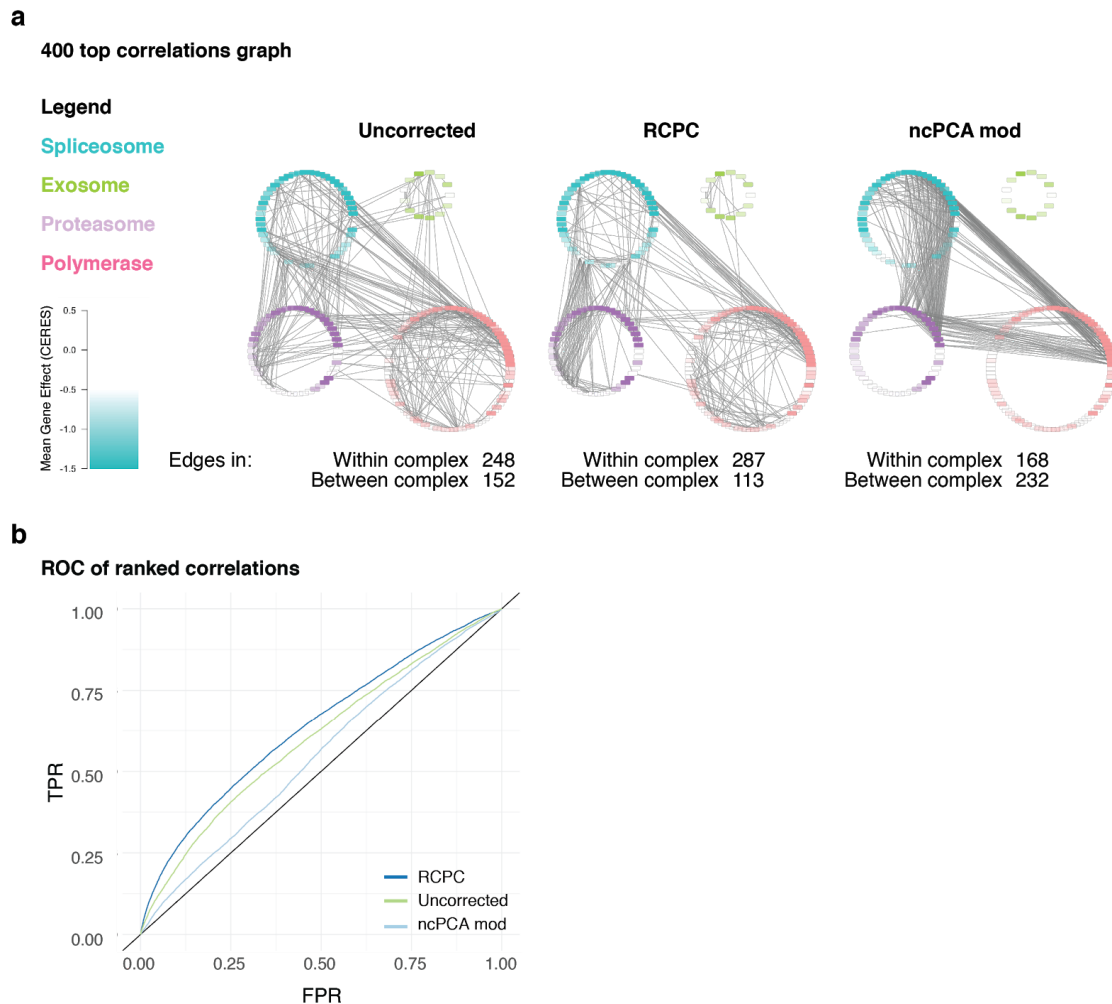 a
400 top correlations graph
Legend
Spliceosome
Exosome
Proteasome
Polymerase
Uncorrected
RCPC
ncPCA mod
Mean Gene Effect (CERES)
0.5
0.0
-0.5
-1.0
-1.5
Edges in:
Within complex 248
Between complex 152
Within complex 287
Between complex 113
Within complex 168
Between complex 232
b
ROC of ranked correlations
TPR
1.00
0.75
0.50
0.25
0.00
RCPC
Uncorrected
ncPCA mod
0.00 0.25 0.50 0.75 1.00
FPR